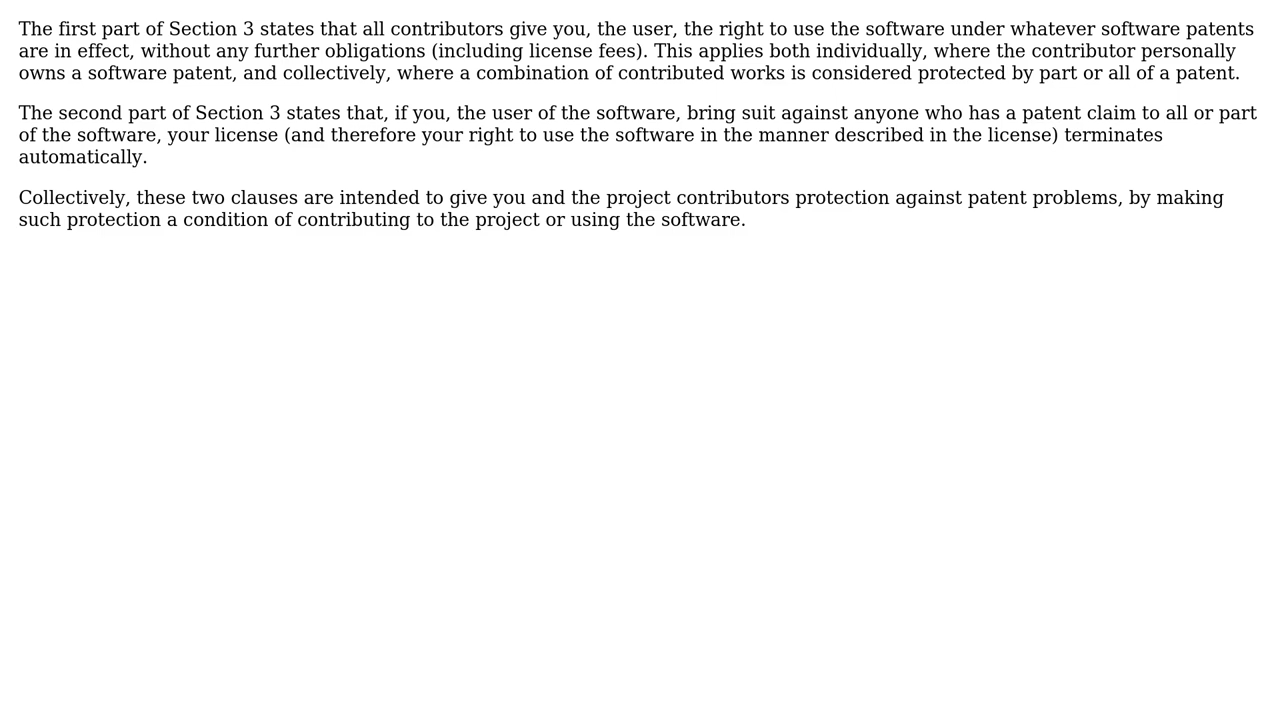 The first part of Section 3 states that all contributors give you, the user, the right to use the software under whatever software patents
are in effect, without any further obligations (including license fees). This applies both individually, where the contributor personally
owns a software patent, and collectively, where a combination of contributed works is considered protected by part or all of a patent.
The second part of Section 3 states that, if you, the user of the software, bring suit against anyone who has a patent claim to all or part
of the software, your license (and therefore your right to use the software in the manner described in the license) terminates
automatically.
Collectively, these two clauses are intended to give you and the project contributors protection against patent problems, by making
such protection a condition of contributing to the project or using the software.